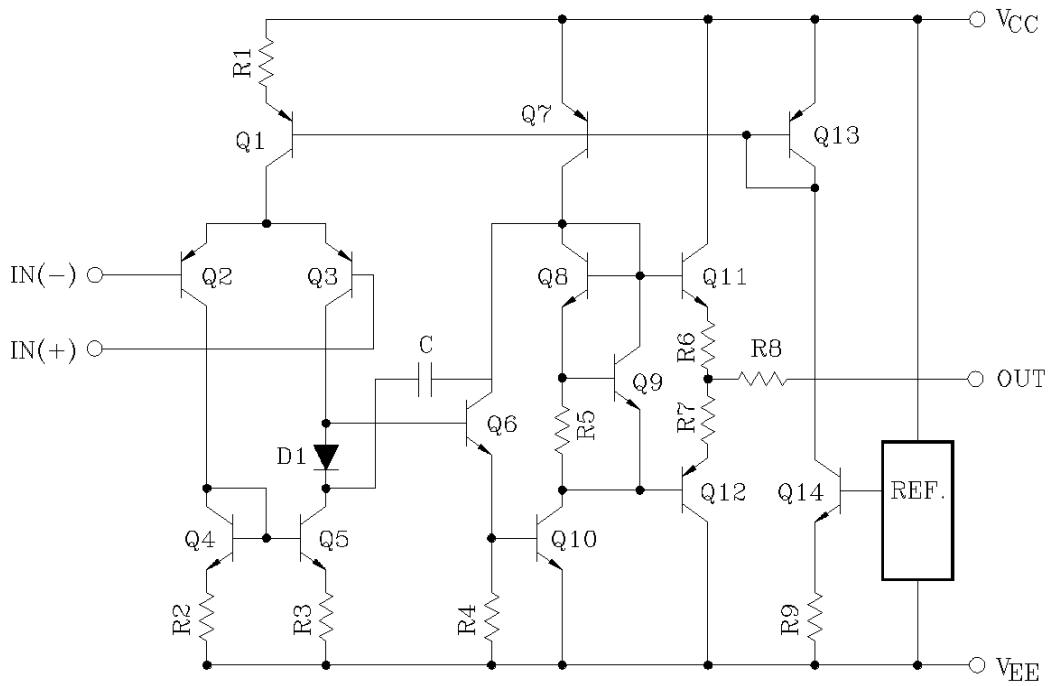 VCC
R1
Q1
Q7
Q13
IN(-)
Q2
Q3
Q8
Q11
IN(+)
C
R6
R8
Q9
OUT
Q6
R5
R7
D1
Q12
Q14
REF.
Q4
Q5
Q10
R2
R3
R4
R9
VEE